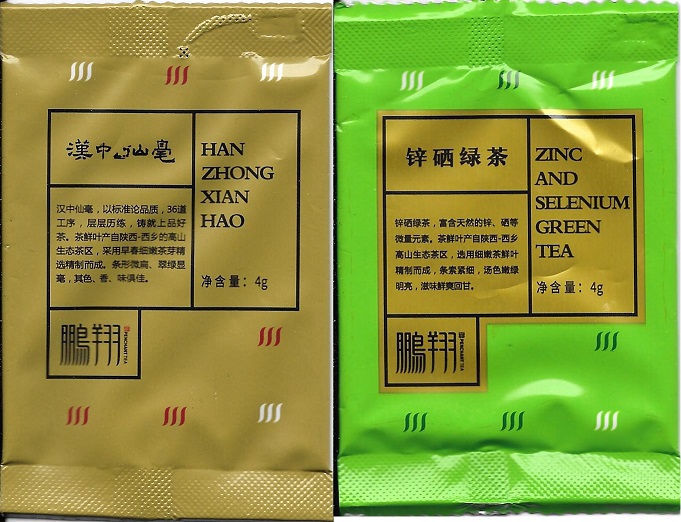 漢中仙毫
HAN
ZHONG
XIAN
HAO
汉中仙毫，以标准论品质，36道
工序，层层历练，铸就上品好
茶。茶鲜叶产自陕西-西乡的高山
生态茶区，采用早春细嫩茶芽精
选精制而成。条形微扁、翠绿显
毫，其色、香、味俱佳。
净含量：4g
鵬翔
PENGXIANG TEA
锌硒绿茶
ZINC
AND
SELENIUM
GREEN
TEA
锌硒绿茶，富含天然的锌、硒等
微量元素。茶鲜叶产自陕西-西乡
高山生态茶区，选用细嫩茶鲜叶
精制而成，条索紧细，汤色嫩绿
明亮，滋味鲜爽回甘。
净含量：4g
鵬翔